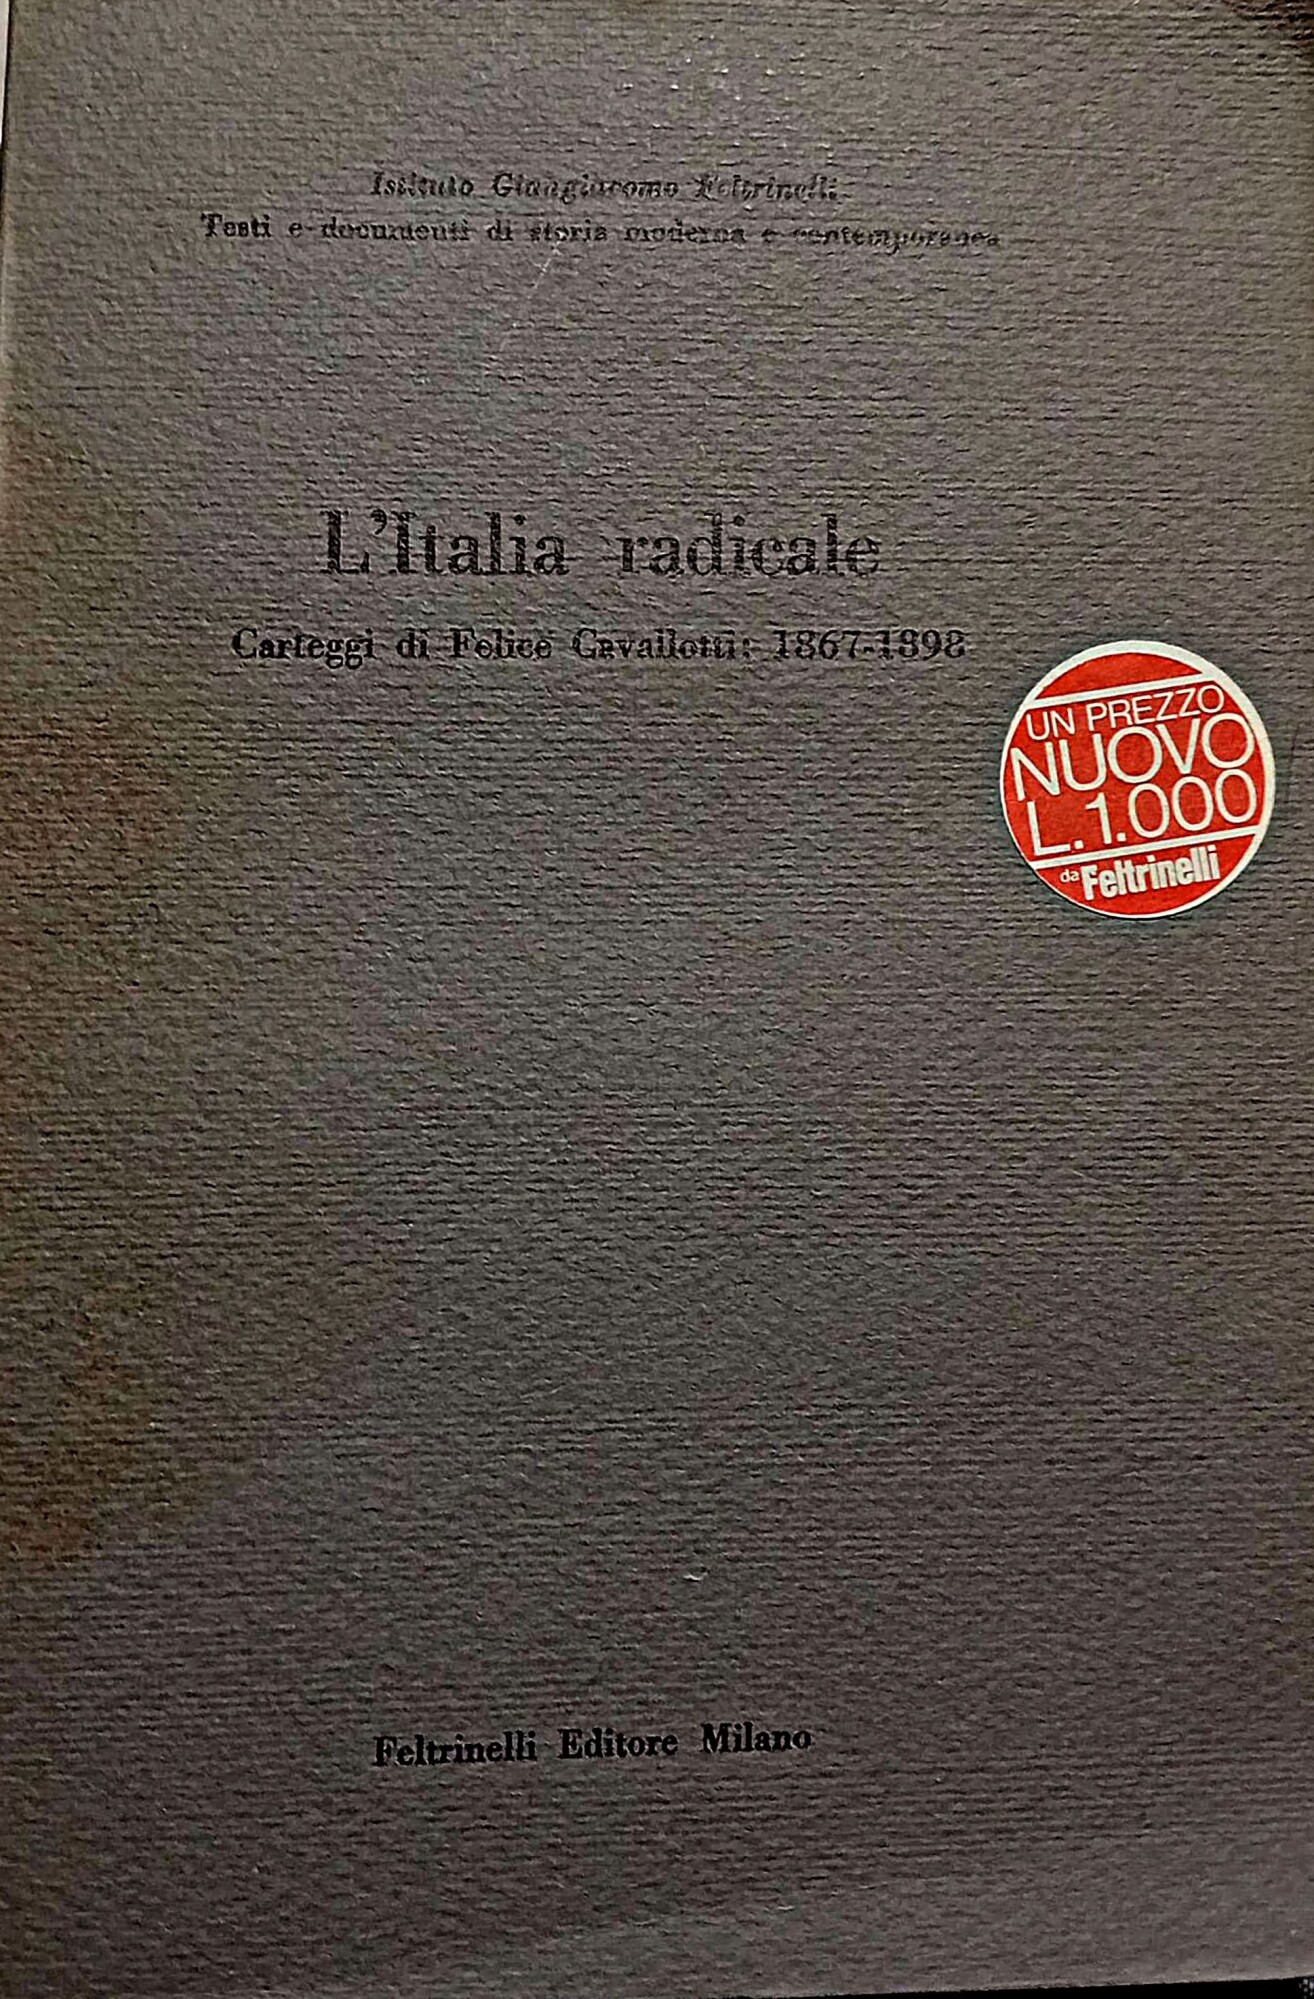 Istituto Giangiacomo Feltrinelli
Testi e documenti di storia moderna e contemporanea
L'Italia radicale
Carteggi di Felice Cavallotti: 1867-1898
UN PREZZO
NUOVO
L. 1.000
da Feltrinelli
Feltrinelli Editore Milano